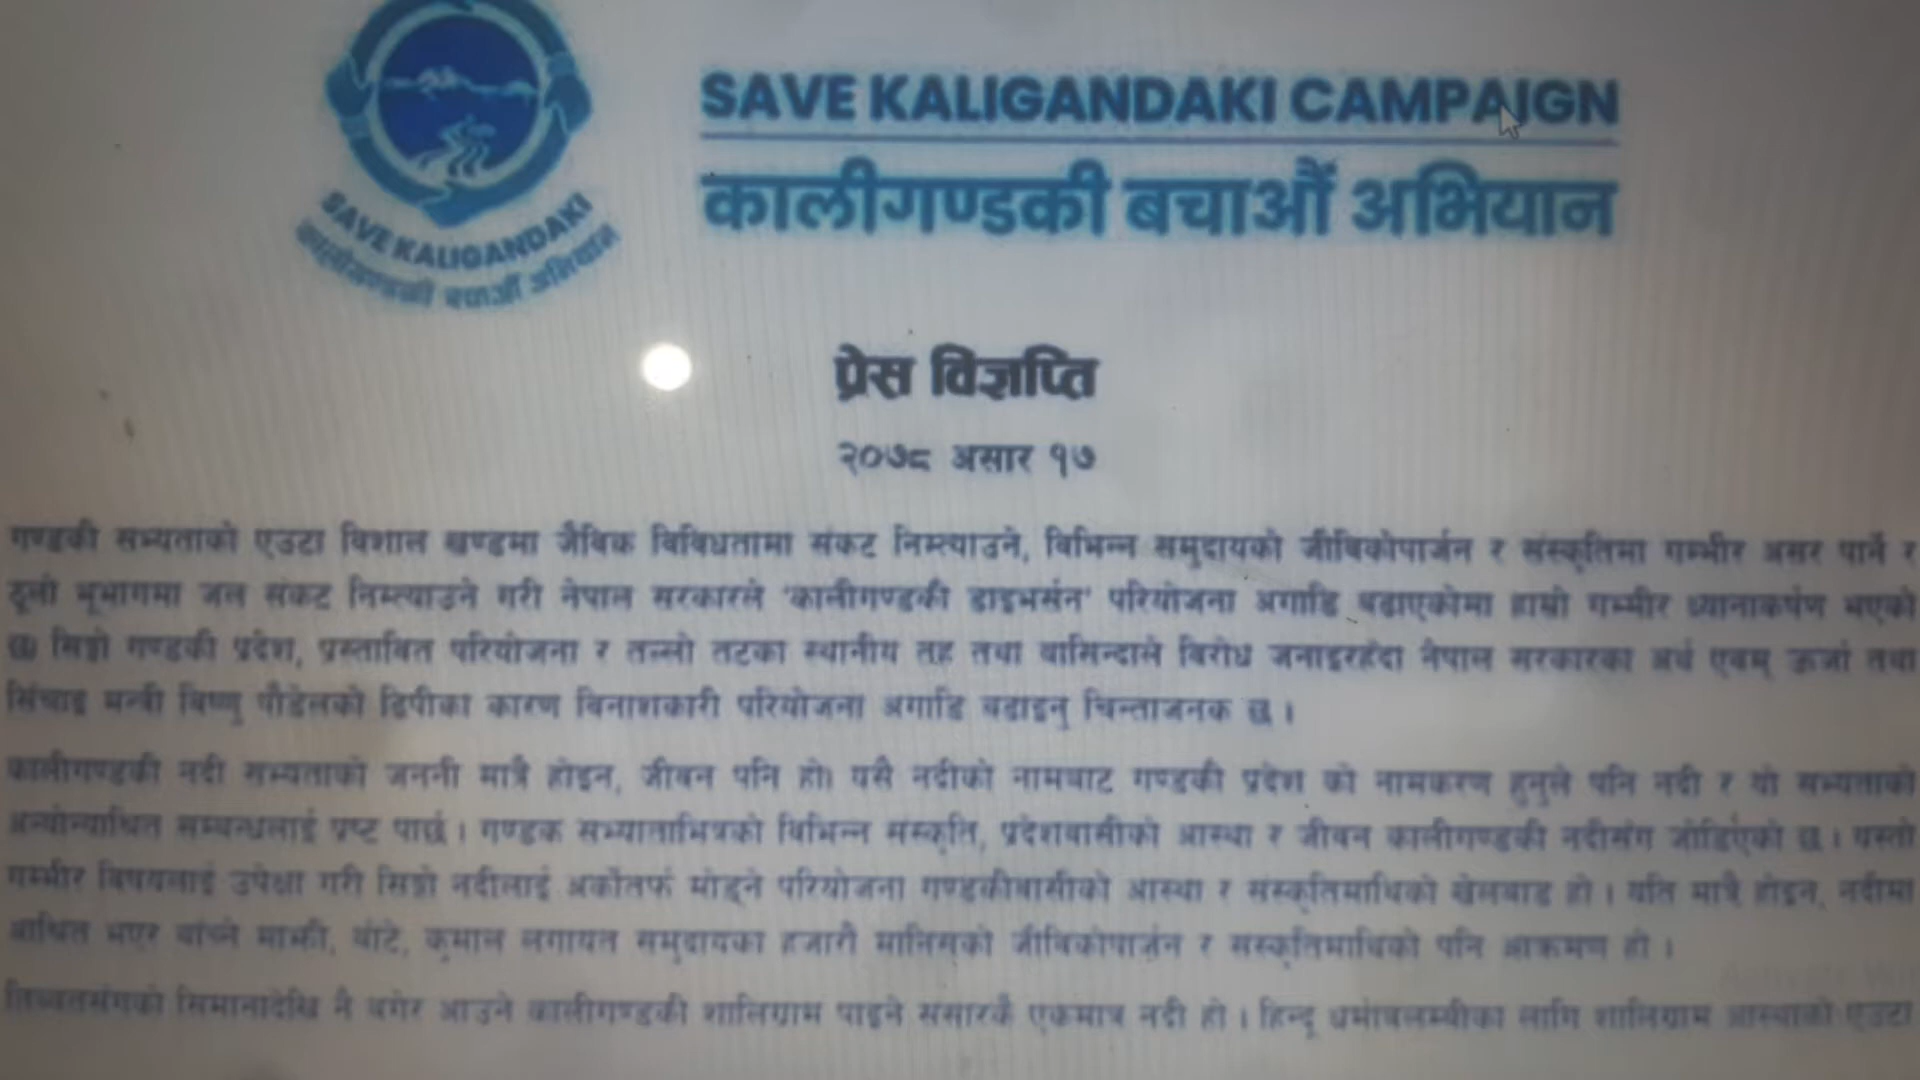 SAVE KALIGANDAKI CAMPAIGN
कालीगण्डकी बचाऔं अभियान
SAVE KALIGANDAKI
कालीगण्डकी बचाऔं अभियान
प्रेस विज्ञप्ति
२०७८ असार १७
गण्डकी सभ्यताको एउटा विशाल खण्डमा जैविक विविधतामा संकट निम्त्याउने, विभिन्न समुदायको जीविकोपार्जन र संस्कृतिमा गम्भीर असर पार्ने र
ठूलो भूभागमा जल संकट निम्त्याउने गरी नेपाल सरकारले 'कालीगण्डकी डाइभर्सन' परियोजना अगाडि बढाएकोमा हाम्रो गम्भीर ध्यानाकर्षण भएको
छ। सिङ्गो गण्डकी प्रदेश, प्रस्तावित परियोजना र तल्लो तटका स्थानीय तह तथा बासिन्दाले विरोध जनाइरहँदा नेपाल सरकारका अर्थ एवम् ऊर्जा तथा
सिंचाइ मन्त्री विष्णु पौडेलको ढिपीका कारण विनाशकारी परियोजना अगाडि बढाइनु चिन्ताजनक छ ।
कालीगण्डकी नदी सभ्यताको जननी मात्रै होइन, जीवन पनि हो। यसै नदीको नामबाट गण्डकी प्रदेश को नामकरण हुनुले पनि नदी र यो सभ्यताको
अन्योन्याश्रित सम्बन्धलाई प्रष्ट पार्छ । गण्डक सभ्याताभित्रको विभिन्न संस्कृति, प्रदेशवासीको आस्था र जीवन कालीगण्डकी नदीसंग जोडिएको छ । यस्तो
गम्भीर विषयलाई उपेक्षा गरी सिङ्गो नदीलाई अर्कोतर्फ मोड्ने परियोजना गण्डकीबासीको आस्था र संस्कृतिमाथिको खेलबाड हो । यति मात्रै होइन, नदीमा
आश्रित भएर बाँच्ने माझी, बोटे, कुमाल लगायत समुदायका हजारौं मानिसको जीविकोपार्जन र संस्कृतिमाथिको पनि आक्रमण हो ।
तिब्बतसंगको सिमानादेखि नै बगेर आउने कालीगण्डकी शालिग्राम पाइने संसारकै एकमात्र नदी हो । हिन्दू धर्मावलम्बीका लागि शालिग्राम आस्थाको एउटा